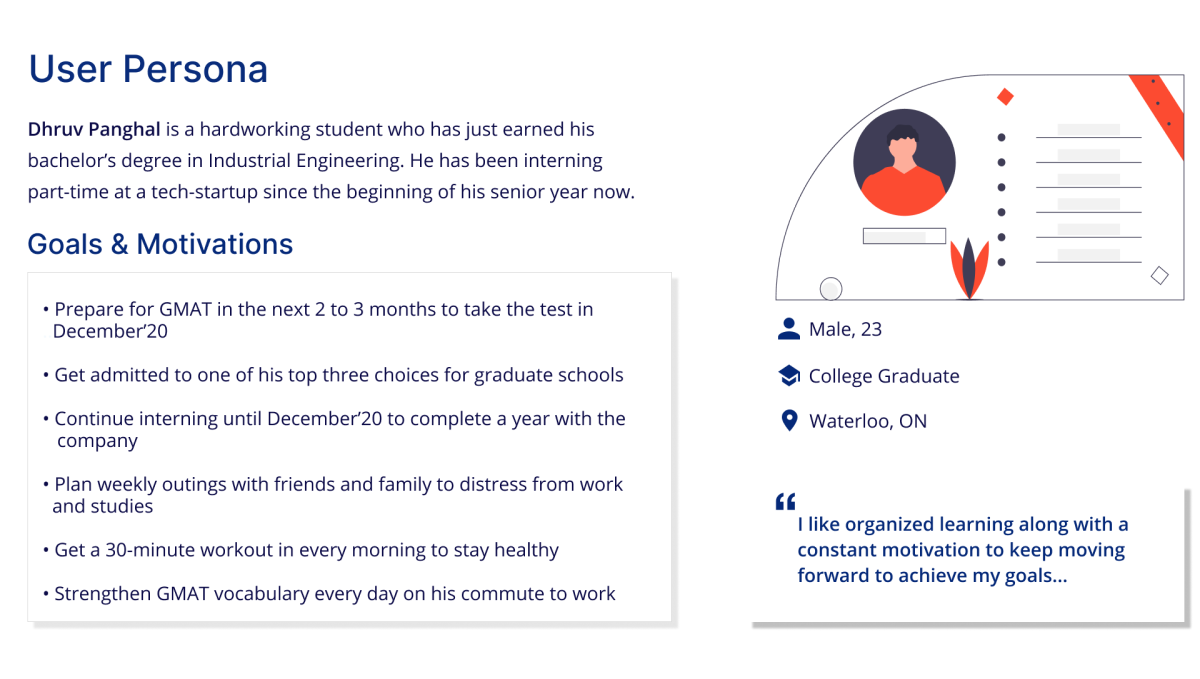 User Persona
Dhruv Panghal is a hardworking student who has just earned his
bachelor’s degree in Industrial Engineering. He has been interning
part-time at a tech-startup since the beginning of his senior year now.
Goals & Motivations
• Prepare for GMAT in the next 2 to 3 months to take the test in
December’20
• Get admitted to one of his top three choices for graduate schools
• Continue interning until December’20 to complete a year with the
company
• Plan weekly outings with friends and family to distress from work
and studies
• Get a 30-minute workout in every morning to stay healthy
• Strengthen GMAT vocabulary every day on his commute to work
Male, 23
College Graduate
Waterloo, ON
“
I like organized learning along with a
constant motivation to keep moving
forward to achieve my goals...